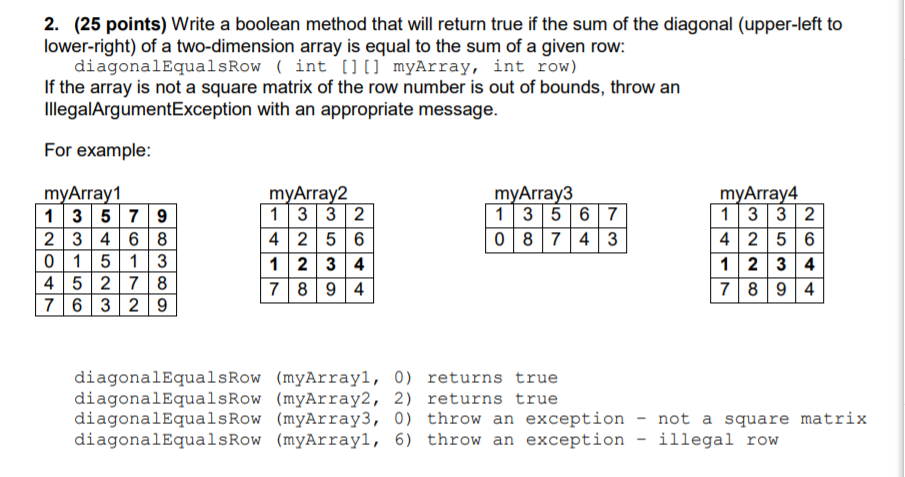 2. (25 points) Write a boolean method that will return true if the sum of the diagonal (upper-left to
lower-right) of a two-dimension array is equal to the sum of a given row:
diagonalEqualsRow ( int [][] myArray, int row)
If the array is not a square matrix of the row number is out of bounds, throw an
IllegalArgumentException with an appropriate message.
For example:
myArray1
1 3 5 7 9
2 3 4 6 8
0 1 5 1 3
4 5 2 7 8
7 6 3 2 9
myArray2
1 3 3 2
4 2 5 6
1 2 3 4
7 8 9 4
myArray3
1 3 5 6 7
0 8 7 4 3
myArray4
1 3 3 2
4 2 5 6
1 2 3 4
7 8 9 4
diagonalEqualsRow (myArray1, 0) returns true
diagonalEqualsRow (myArray2, 2) returns true
diagonalEqualsRow (myArray3, 0) throw an exception - not a square matrix
diagonalEqualsRow (myArray1, 6) throw an exception - illegal row